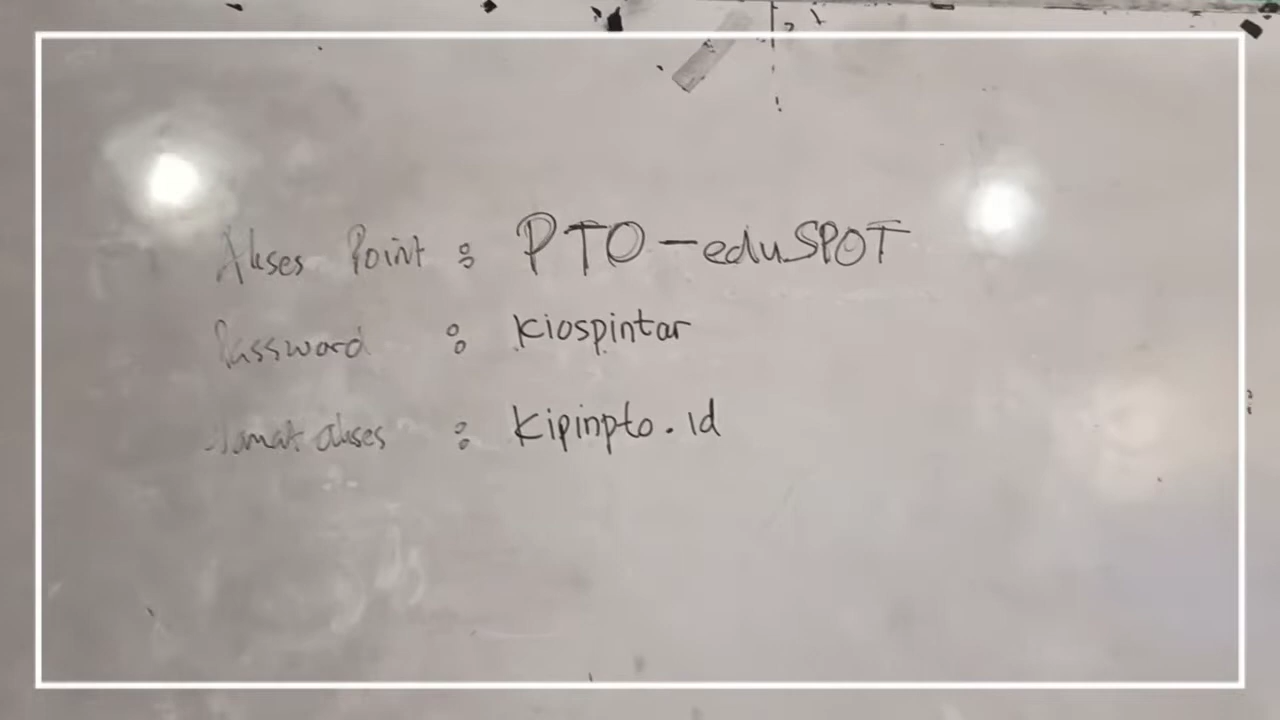 Akses Point : PTO-eduSPOT
Password : Kiospintar
Alamat akses : Kipinpto.id